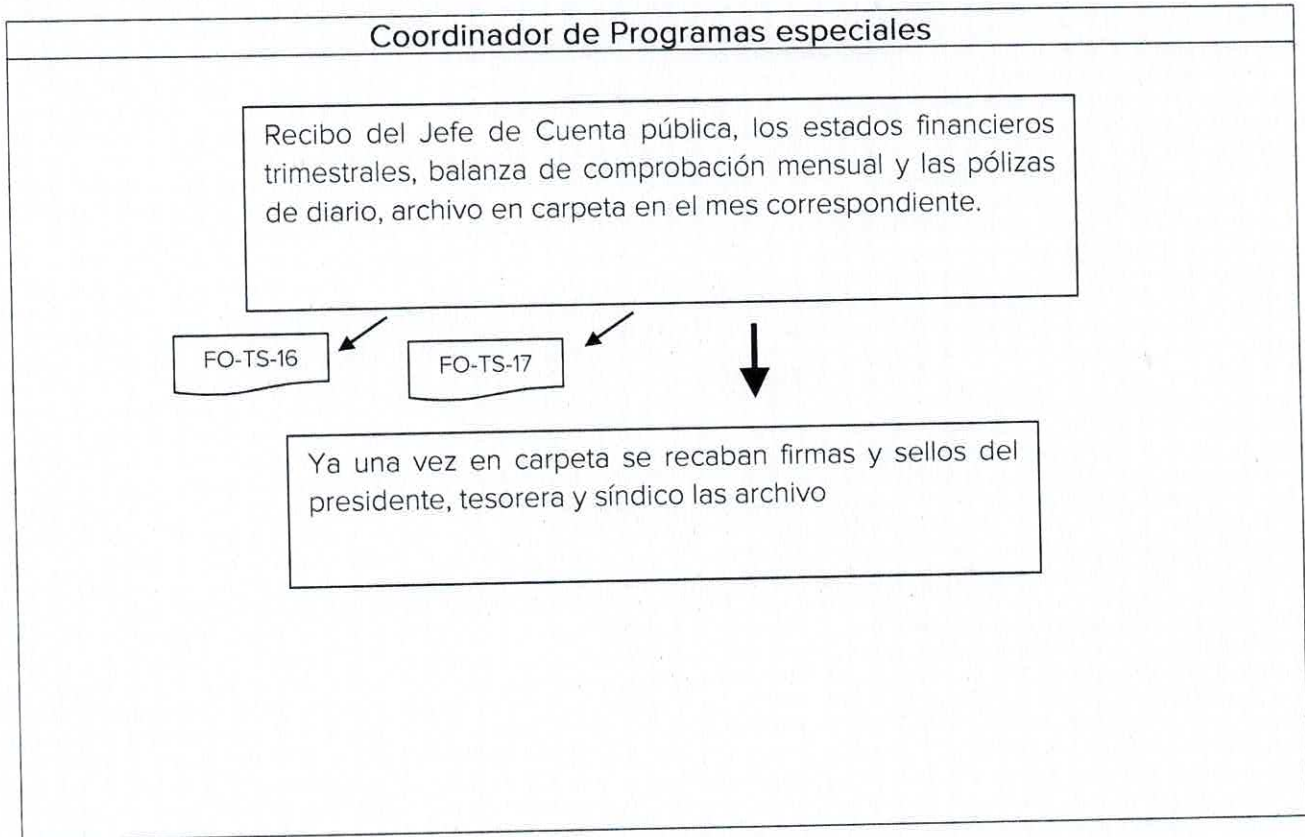 Coordinador de Programas especiales
Recibo del Jefe de Cuenta pública, los estados financieros
trimestrales, balanza de comprobación mensual y las pólizas
de diario, archivo en carpeta en el mes correspondiente.
FO-TS-16
FO-TS-17
Ya una vez en carpeta se recaban firmas y sellos del
presidente, tesorera y síndico las archivo